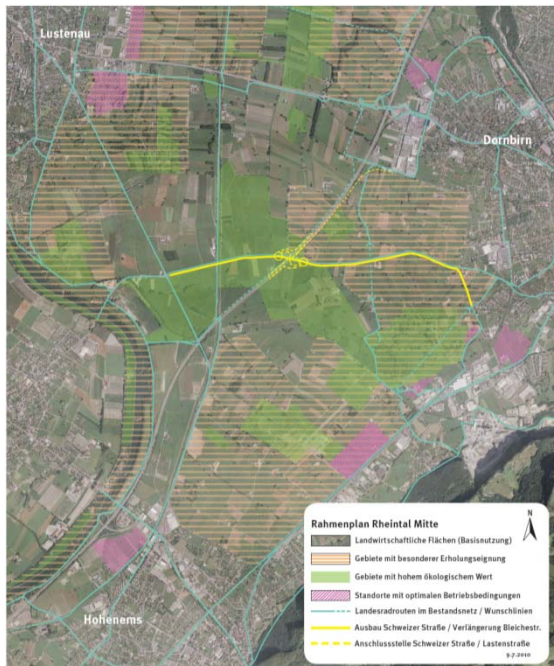 Lustenau
Dornbirn
Hohenems
Rahmenplan Rheintal Mitte
N
Landwirtschaftliche Flächen (Basisnutzung)
Gebiete mit besonderer Erholungseignung
Gebiete mit hohem ökologischem Wert
Standorte mit optimalen Betriebsbedingungen
Landesradrouten im Bestandsnetz / Wunschlinien
Ausbau Schweizer Straße / Verlängerung Bleichestr.
Anschlussstelle Schweizer Straße / Lastenstraße
9.7.2010